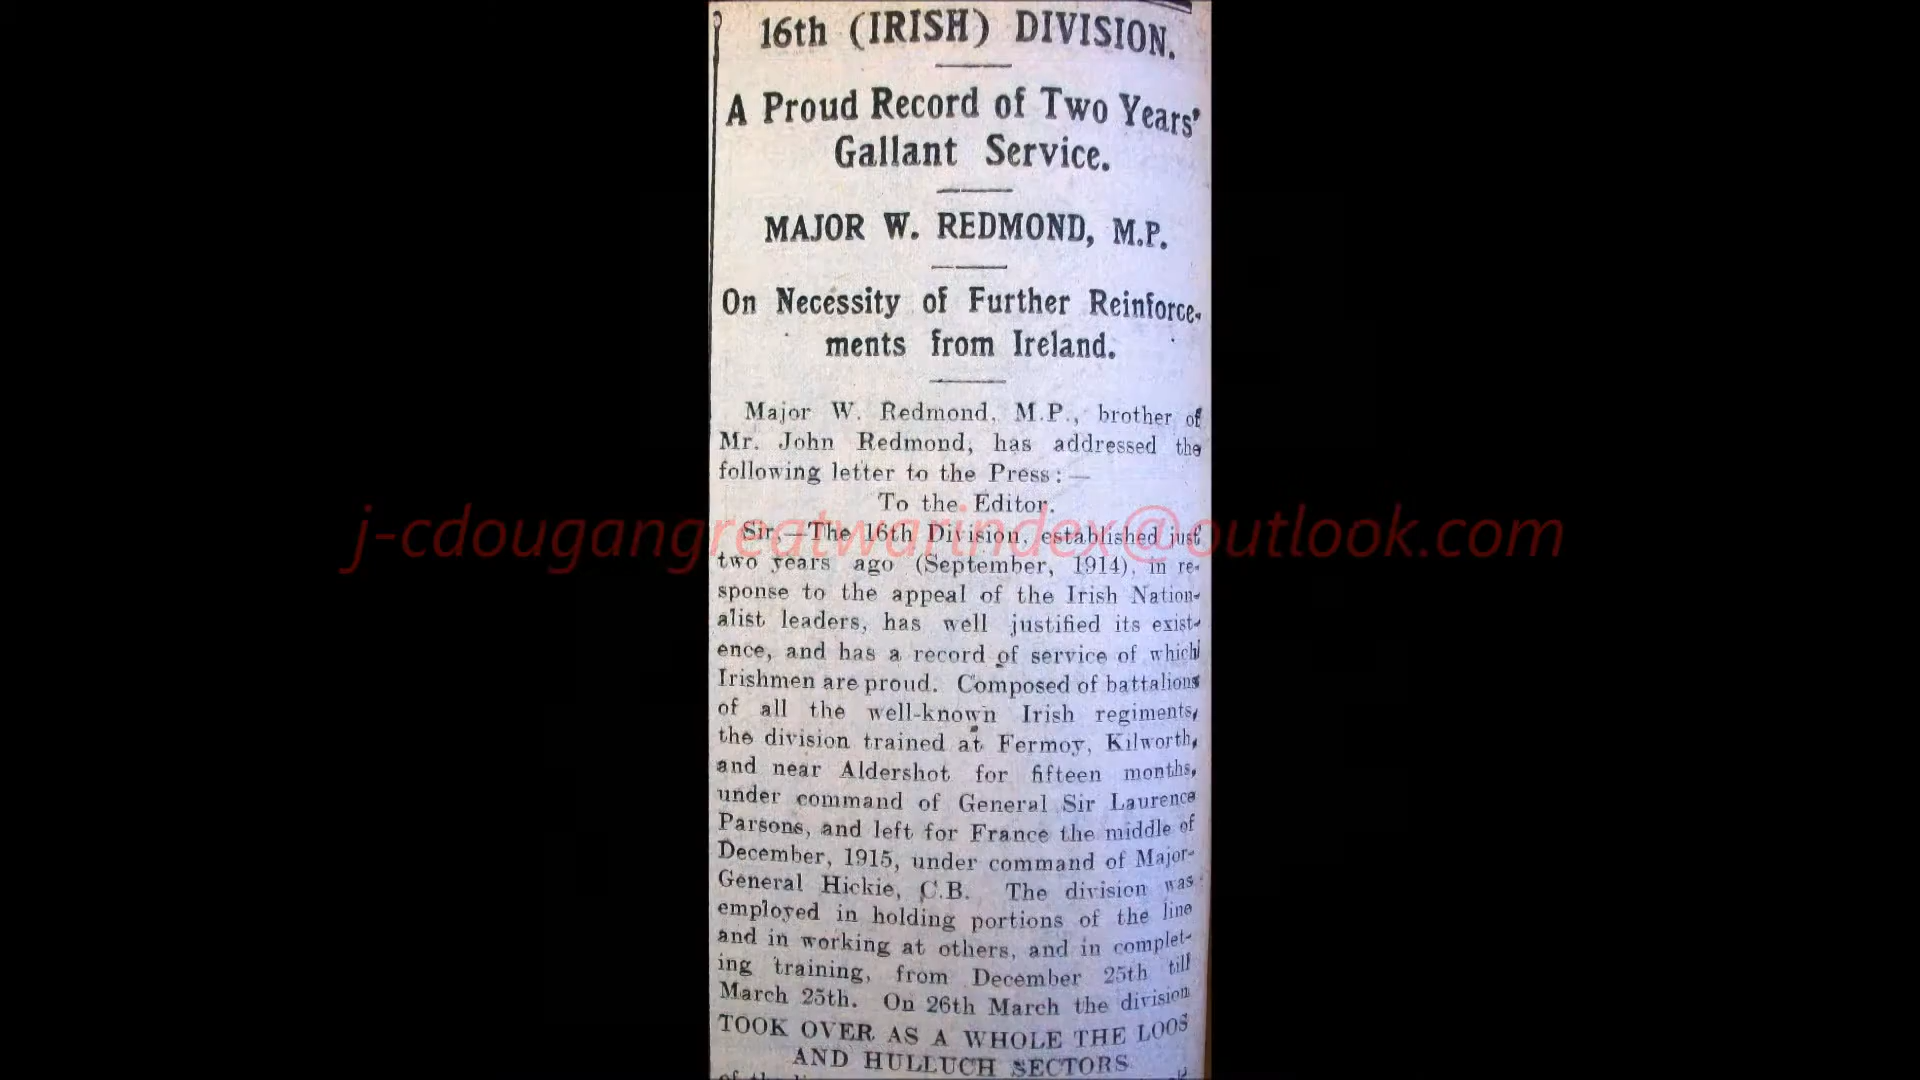 16th (IRISH) DIVISION.
A Proud Record of Two Years'
Gallant Service.
MAJOR W. REDMOND, M.P.
On Necessity of Further Reinforce-
ments from Ireland.
Major W. Redmond, M.P., brother of
Mr. John Redmond, has addressed the
following letter to the Press:—
To the Editor.
j-cdougangreatwarindex@outlook.com
Sir,—The 16th Division, established just
two years ago (September, 1914), in re-
sponse to the appeal of the Irish Nation-
alist leaders, has well justified its exist-
ence, and has a record of service of which
Irishmen are proud. Composed of battalions
of all the well-known Irish regiments,
the division trained at Fermoy, Kilworth,
and near Aldershot for fifteen months,
under command of General Sir Laurence
Parsons, and left for France the middle of
December, 1915, under command of Major-
General Hickie, C.B. The division was
employed in holding portions of the line
and in working at others, and in complet-
ing training, from December 25th till
March 25th. On 26th March the division
TOOK OVER AS A WHOLE THE LOOS
AND HULLUCH SECTORS